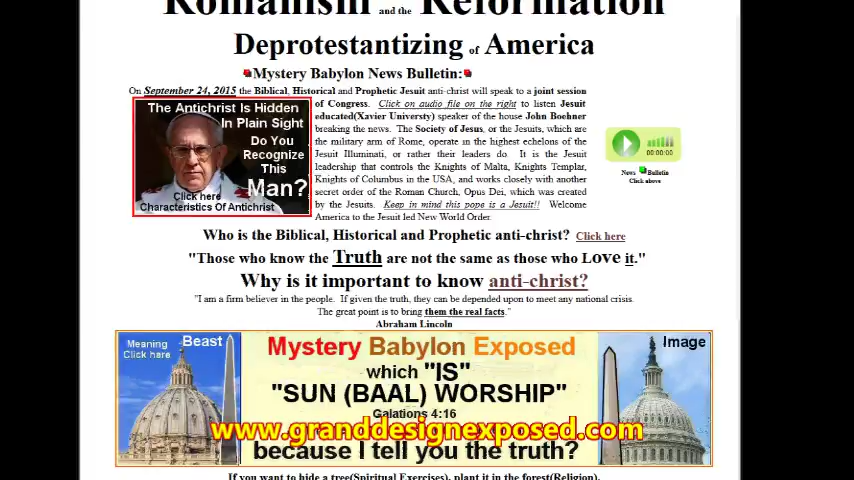 Romanism and the Reformation
Deprotestantizing of America
Mystery Babylon News Bulletin:
On September 24, 2015 the Biblical, Historical and Prophetic Jesuit anti-christ will speak to a joint session
of Congress. Click on audio file on the right to listen Jesuit
educated(Xavier Universty) speaker of the house John Boehner
breaking the news. The Society of Jesus, or the Jesuits, which are
the military arm of Rome, operate in the highest echelons of the
Jesuit Illuminati, or rather their leaders do. It is the Jesuit
leadership that controls the Knights of Malta, Knights Templar,
Knights of Columbus in the USA, and works closely with another
secret order of the Roman Church, Opus Dei, which was created
by the Jesuits. Keep in mind this pope is a Jesuit!! Welcome
America to the Jesuit led New World Order.
The Antichrist Is Hidden
In Plain Sight
Do You
Recognize
This
Man?
Click here
Characteristics Of Antichrist
00:00:00
News Bulletin
Click above
Who is the Biblical, Historical and Prophetic anti-christ? Click here
"Those who know the Truth are not the same as those who Love it."
Why is it important to know anti-christ?
"I am a firm believer in the people. If given the truth, they can be depended upon to meet any national crisis.
The great point is to bring them the real facts."
Abraham Lincoln
Meaning
Click here
Beast
Mystery Babylon Exposed
which "IS"
"SUN (BAAL) WORSHIP"
Galations 4:16
www.granddesignexposed.com
because I tell you the truth?
Image
If you want to hide a tree(Spiritual Exercises), plant it in the forest(Religion).